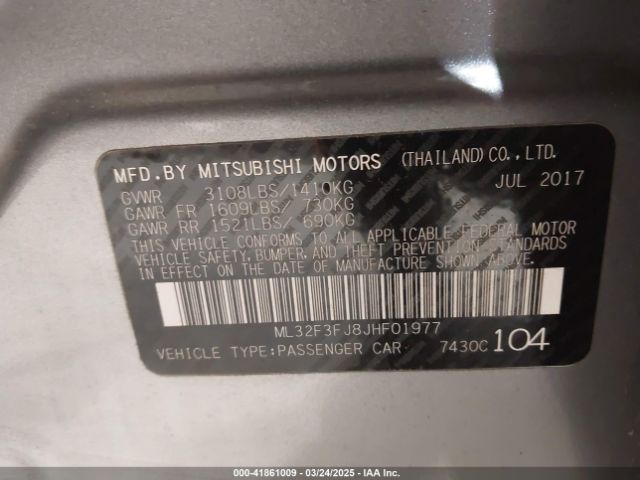 MFD.BY MITSUBISHI MOTORS (THAILAND)CO.,LTD.
GVWR 3108LBS/1410KG JUL 2017
GAWR FR 1609LBS/ 730KG
GAWR RR 1521LBS/ 690KG
THIS VEHICLE CONFORMS TO ALL APPLICABLE FEDERAL MOTOR
VEHICLE SAFETY,BUMPER,AND THEFT PREVENTION STANDARDS
IN EFFECT ON THE DATE OF MANUFACTURE SHOWN ABOVE.
ML32F3FJ8JHF01977
VEHICLE TYPE:PASSENGER CAR 7430C 104
00-41861009 - 03/24/2025 - IAA Inc.